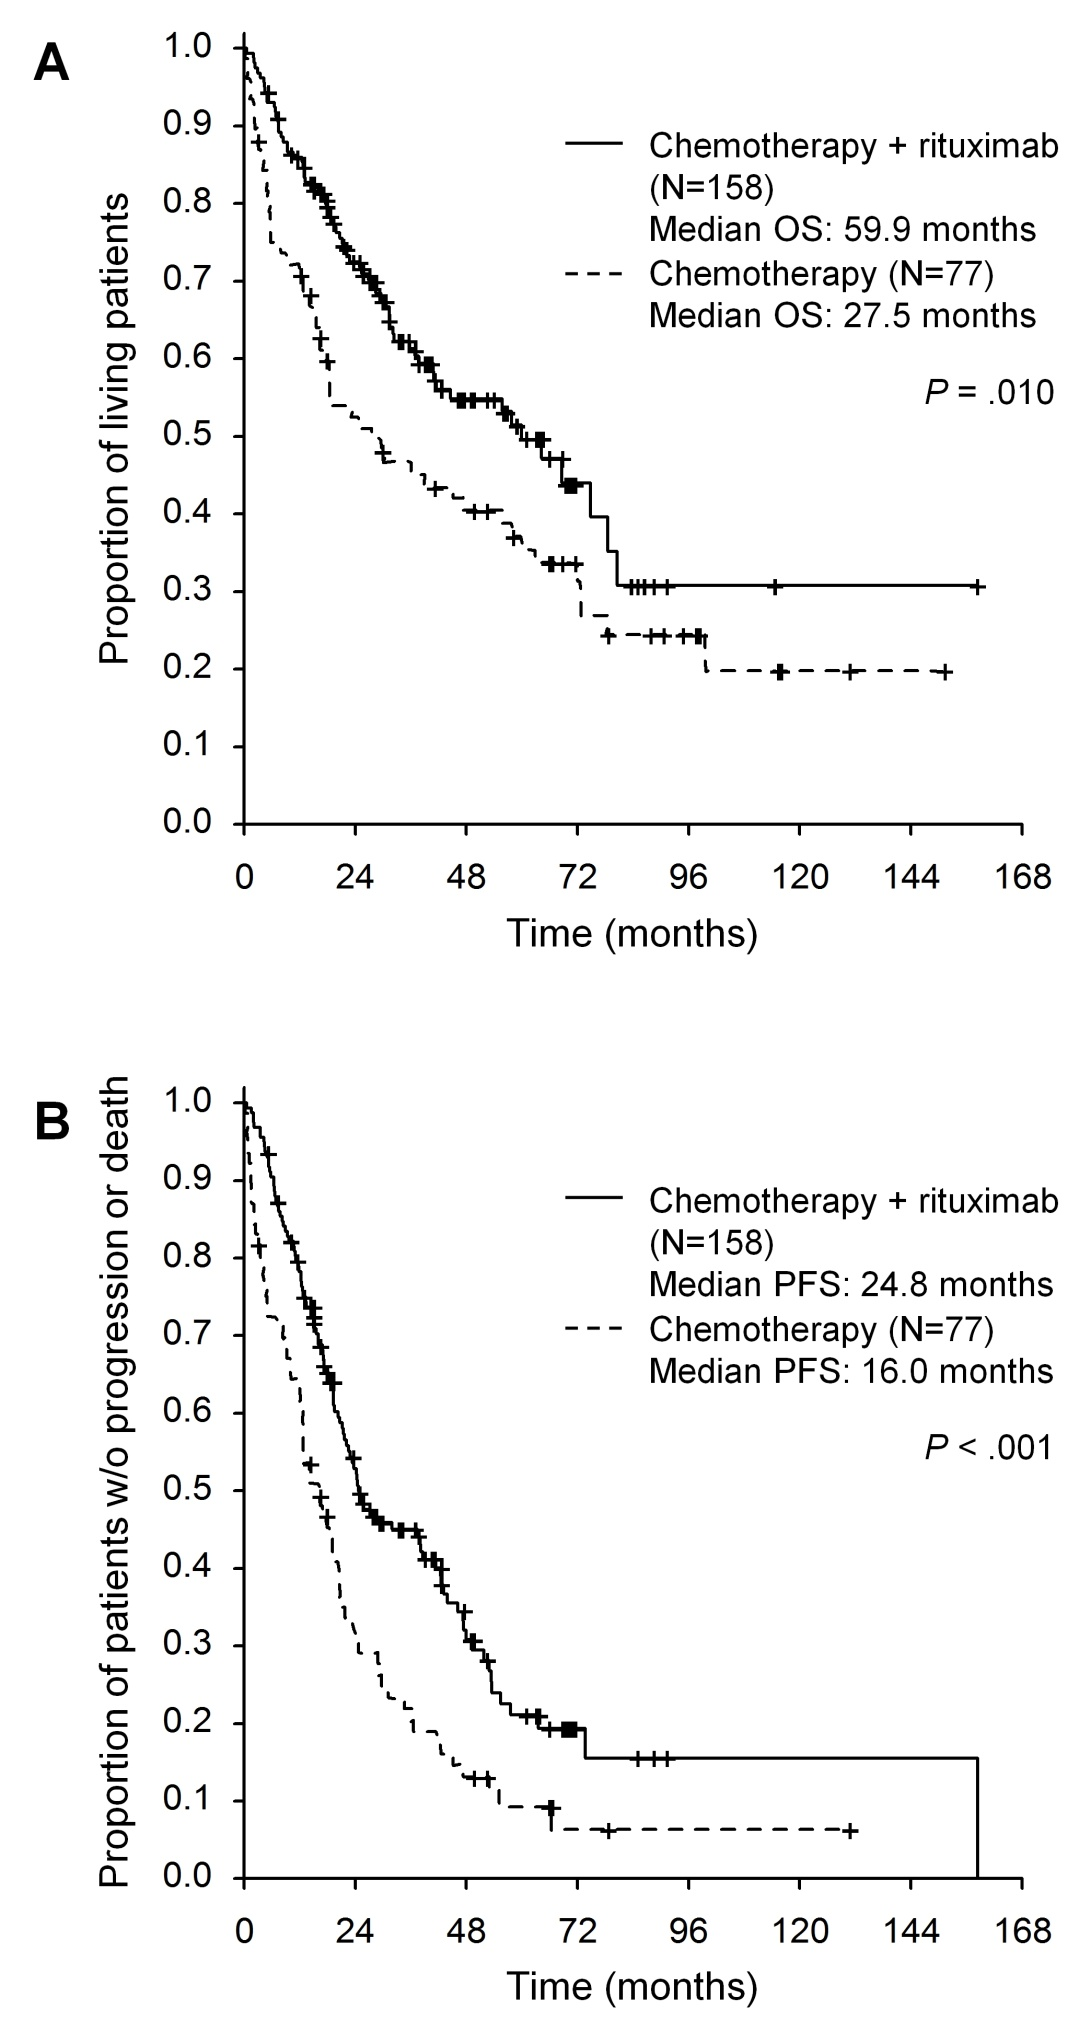 A
Proportion of living patients
1.0
0.9
0.8
0.7
0.6
0.5
0.4
0.3
0.2
0.1
0.0
Chemotherapy + rituximab
(N=158)
Median OS: 59.9 months
Chemotherapy (N=77)
Median OS: 27.5 months
P = .010
0 24 48 72 96 120 144 168
Time (months)
B
Proportion of patients w/o progression or death
1.0
0.9
0.8
0.7
0.6
0.5
0.4
0.3
0.2
0.1
0.0
Chemotherapy + rituximab
(N=158)
Median PFS: 24.8 months
Chemotherapy (N=77)
Median PFS: 16.0 months
P < .001
0 24 48 72 96 120 144 168
Time (months)